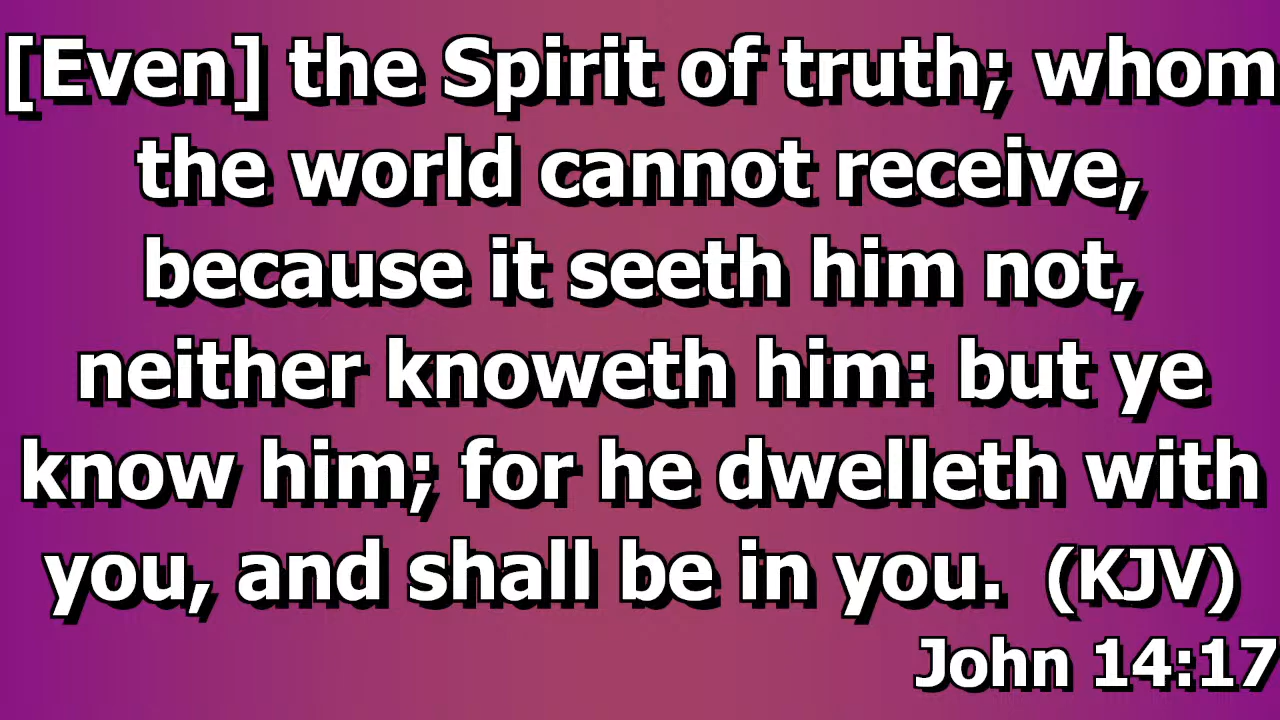 [Even] the Spirit of truth; whom
the world cannot receive,
because it seeth him not,
neither knoweth him: but ye
know him; for he dwelleth with
you, and shall be in you. (KJV)
John 14:17